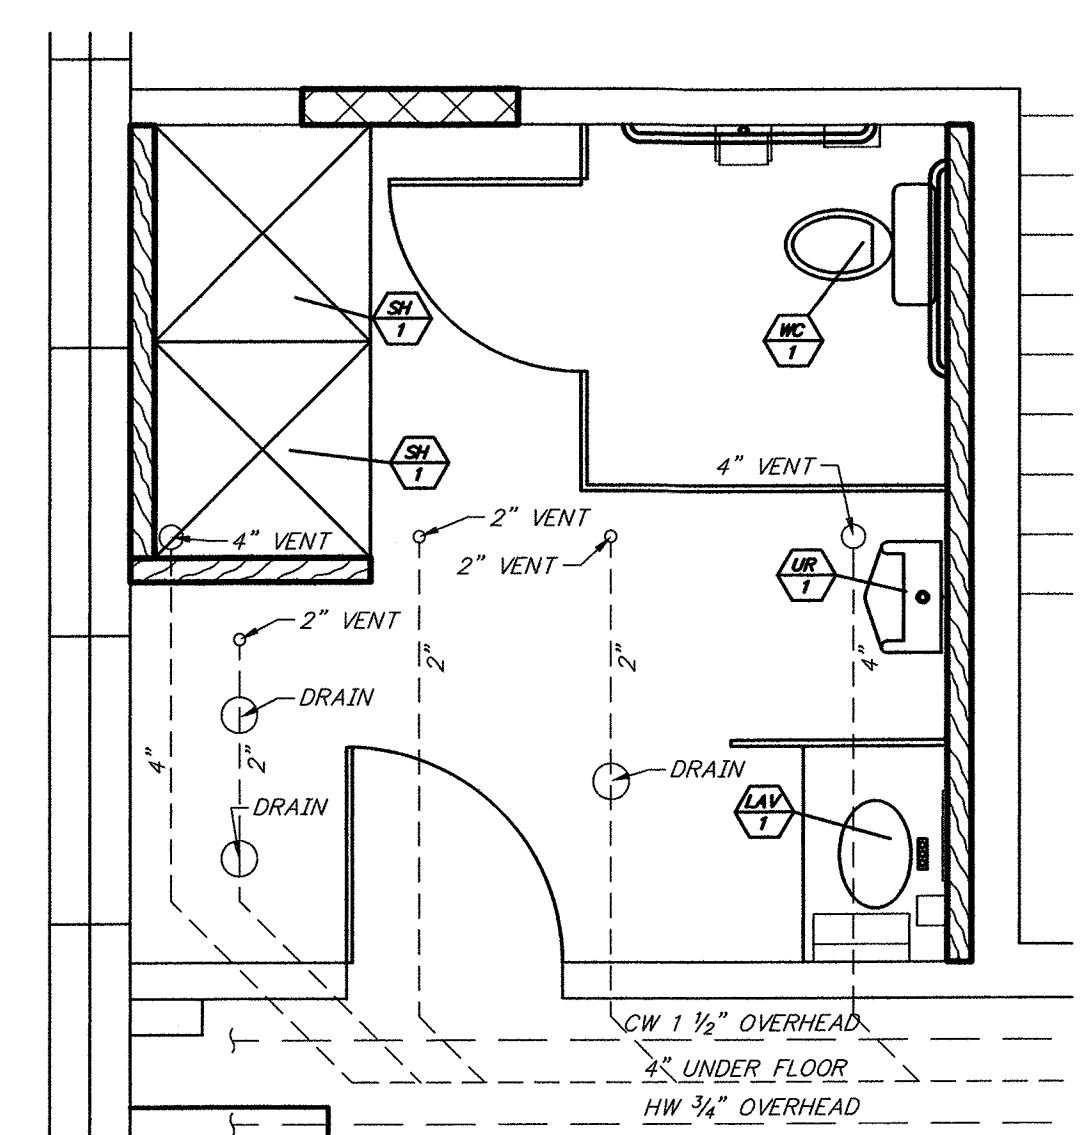 SH
1
WC
1
SH
1
4" VENT
2" VENT
4" VENT
2" VENT
UR
1
2" VENT
2"
2"
4"
DRAIN
4"
2"
DRAIN
DRAIN
LAV
1
CW 1 ½" OVERHEAD
4" UNDER FLOOR
HW ¾" OVERHEAD